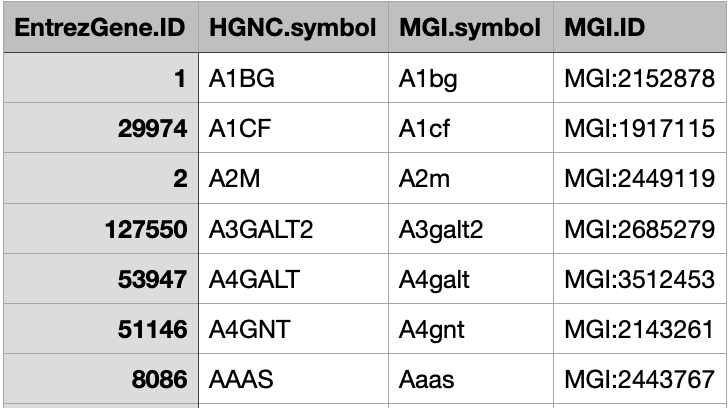 EntrezGene.ID HGNC.symbol MGI.symbol MGI.ID
1 A1BG A1bg MGI:2152878
29974 A1CF A1cf MGI:1917115
2 A2M A2m MGI:2449119
127550 A3GALT2 A3galt2 MGI:2685279
53947 A4GALT A4galt MGI:3512453
51146 A4GNT A4gnt MGI:2143261
8086 AAAS Aaas MGI:2443767